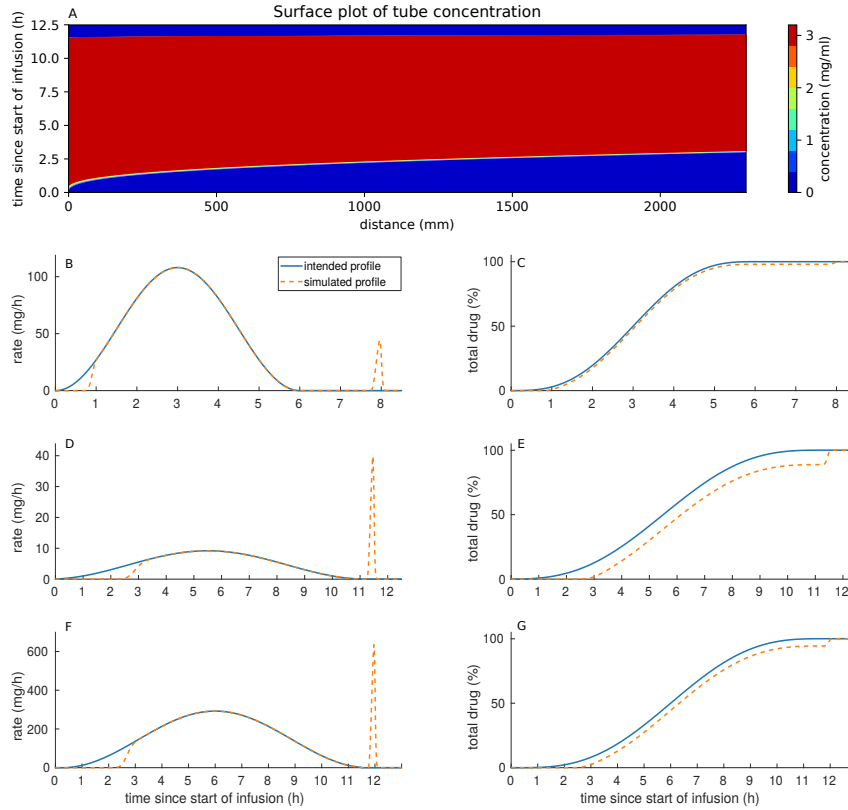 A
Surface plot of tube concentration
time since start of infusion (h)
12.5
10.0
7.5
5.0
2.5
0.0
0
500
1000
1500
2000
distance (mm)
3
2
1
0
concentration (mg/ml)
B
rate (mg/h)
100
50
0
0 1 2 3 4 5 6 7 8
intended profile
simulated profile
C
total drug (%)
100
50
0
0 1 2 3 4 5 6 7 8
D
rate (mg/h)
40
30
20
10
0
0 1 2 3 4 5 6 7 8 9 10 11 12
E
total drug (%)
100
50
0
0 1 2 3 4 5 6 7 8 9 10 11 12
F
rate (mg/h)
600
400
200
0
0 1 2 3 4 5 6 7 8 9 10 11 12
time since start of infusion (h)
G
total drug (%)
100
50
0
0 1 2 3 4 5 6 7 8 9 10 11 12
time since start of infusion (h)